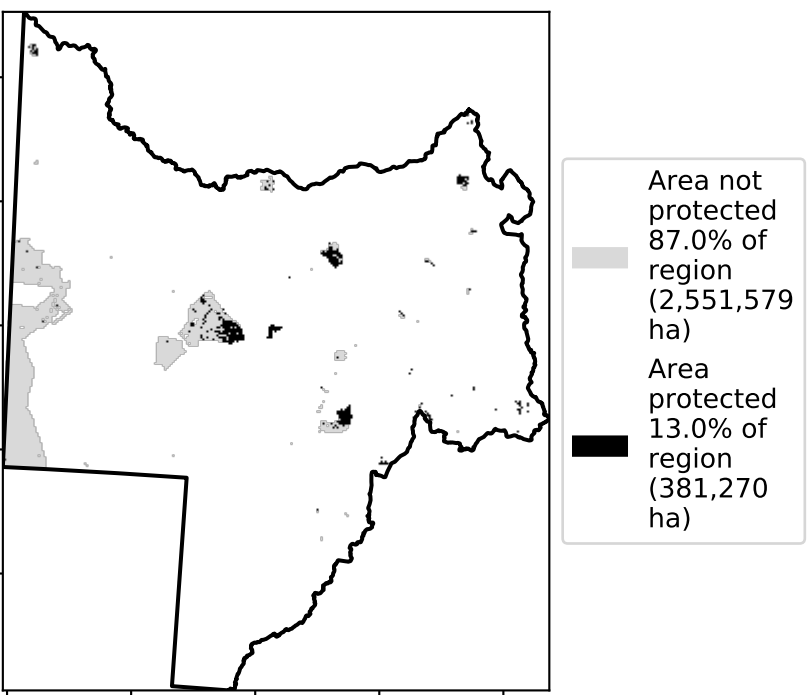 Area not
protected
87.0% of
region
(2,551,579
ha)
Area
protected
13.0% of
region
(381,270
ha)